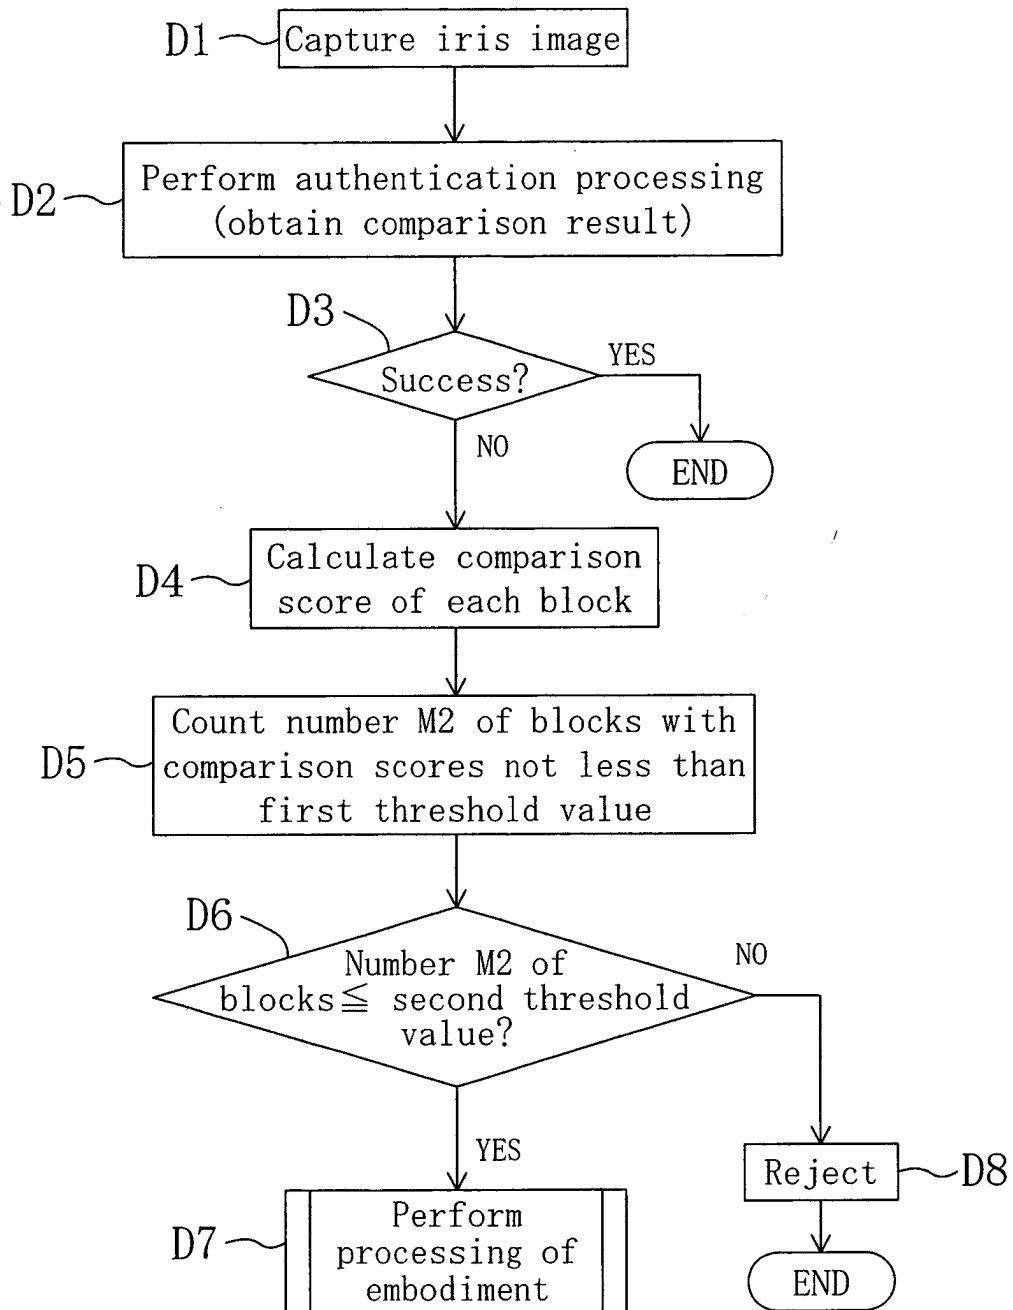 D1
Capture iris image
D2
Perform authentication processing
(obtain comparison result)
D3
Success?
YES
NO
END
D4
Calculate comparison
score of each block
D5
Count number M2 of blocks with
comparison scores not less than
first threshold value
D6
Number M2 of
blocks≦ second threshold
value?
NO
YES
Reject
D8
D7
Perform
processing of
embodiment
END